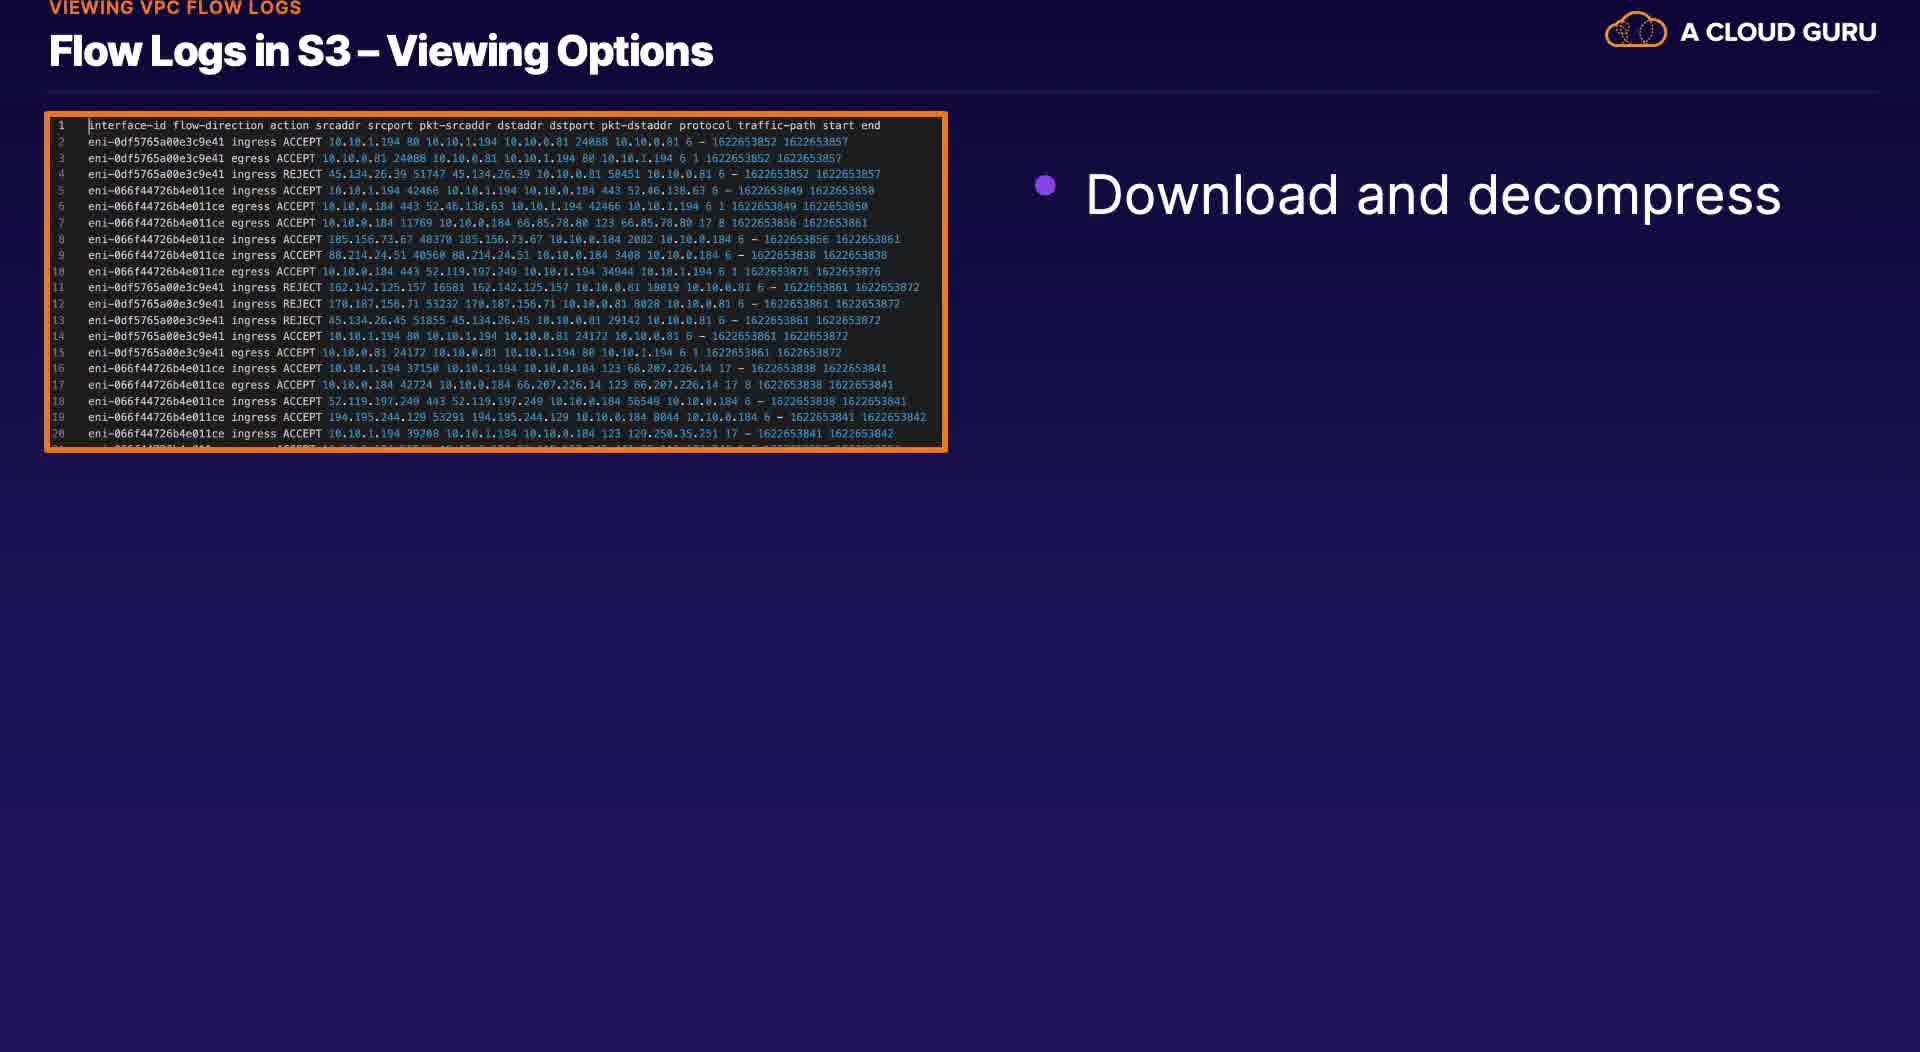 VIEWING VPC FLOW LOGS
Flow Logs in S3 – Viewing Options
A CLOUD GURU
1 interface-id flow-direction action srcaddr srcport pkt-srcaddr dstaddr dstport pkt-dstaddr protocol traffic-path start end
2 eni-0df5765a00e3c9e41 ingress ACCEPT 10.10.1.194 80 10.10.1.194 10.10.0.81 24088 10.10.0.81 6 – 1622653852 1622653857
3 eni-0df5765a00e3c9e41 egress ACCEPT 10.10.0.81 24088 10.10.0.81 10.10.1.194 80 10.10.1.194 6 1 1622653852 1622653857
4 eni-0df5765a00e3c9e41 ingress REJECT 45.134.26.39 51747 45.134.26.39 10.10.0.81 50451 10.10.0.81 6 – 1622653852 1622653857
5 eni-066f44726b4e011ce ingress ACCEPT 10.10.1.194 42466 10.10.1.194 10.10.0.184 443 52.46.138.63 6 – 1622653849 1622653850
6 eni-066f44726b4e011ce ingress ACCEPT 10.10.0.184 443 52.46.138.63 10.10.1.194 42466 10.10.1.194 6 1 1622653849 1622653850
7 eni-066f44726b4e011ce egress ACCEPT 10.10.0.184 11769 10.10.0.184 66.85.78.80 123 66.85.78.80 17 8 1622653856 1622653861
8 eni-066f44726b4e011ce ingress ACCEPT 185.156.73.67 48370 185.156.73.67 10.10.0.184 2082 10.10.0.184 6 – 1622653856 1622653861
9 eni-066f44726b4e011ce ingress ACCEPT 88.214.24.51 40560 88.214.24.51 10.10.0.184 3408 10.10.0.184 6 – 1622653838 1622653838
10 eni-066f44726b4e011ce egress ACCEPT 10.10.0.184 443 52.119.197.249 10.10.1.194 34944 10.10.1.194 6 1 1622653875 1622653876
11 eni-0df5765a00e3c9e41 ingress REJECT 162.142.125.157 16581 162.142.125.157 10.10.0.81 18019 10.10.0.81 6 – 1622653861 1622653872
12 eni-0df5765a00e3c9e41 ingress REJECT 170.187.156.71 53232 170.187.156.71 10.10.0.81 8028 10.10.0.81 6 – 1622653861 1622653872
13 eni-0df5765a00e3c9e41 ingress REJECT 45.134.26.45 51855 45.134.26.45 10.10.0.81 29142 10.10.0.81 6 – 1622653861 1622653872
14 eni-0df5765a00e3c9e41 ingress ACCEPT 10.10.1.194 80 10.10.1.194 10.10.0.81 24172 10.10.0.81 6 – 1622653861 1622653872
15 eni-0df5765a00e3c9e41 egress ACCEPT 10.10.0.81 24172 10.10.0.81 10.10.1.194 80 10.10.1.194 6 1 1622653861 1622653872
16 eni-066f44726b4e011ce ingress ACCEPT 10.10.1.194 37150 10.10.1.194 10.10.0.184 123 66.207.226.14 17 – 1622653838 1622653841
17 eni-066f44726b4e011ce egress ACCEPT 10.10.0.184 42724 10.10.0.184 66.207.226.14 123 66.207.226.14 17 8 1622653838 1622653841
18 eni-066f44726b4e011ce ingress ACCEPT 52.119.197.249 443 52.119.197.249 10.10.0.184 56549 10.10.0.184 6 – 1622653838 1622653841
19 eni-066f44726b4e011ce ingress ACCEPT 194.195.244.129 53291 194.195.244.129 10.10.0.184 8044 10.10.0.184 6 – 1622653841 1622653842
20 eni-066f44726b4e011ce ingress ACCEPT 10.10.1.194 39208 10.10.1.194 10.10.0.184 123 129.250.35.251 17 – 1622653841 1622653842
Download and decompress